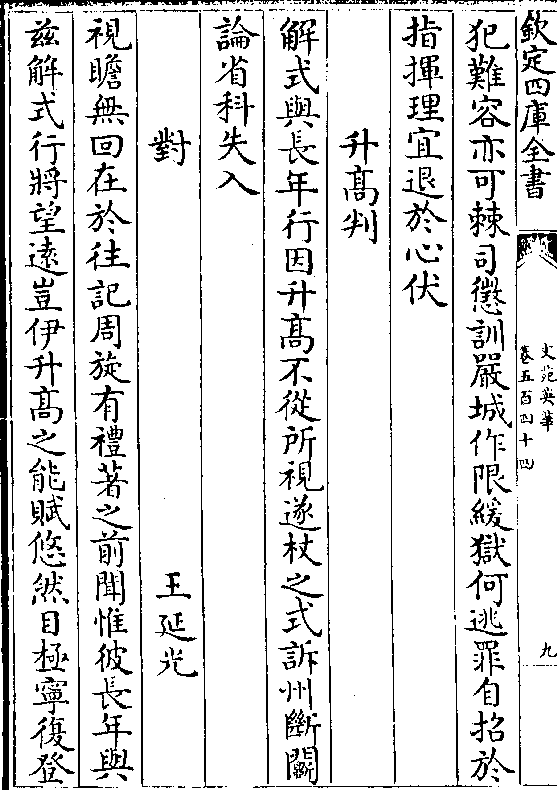 欽定四庫全書
文苑英華
卷五百四十四
九
犯難容亦可棘司懲訓嚴城作限緩獄何逃罪自招於
指揮理宜退於心伏
升髙判
解式與長年行因升髙不從所視遂杖之式訴州斷鬭
論省科失入
對
王延光
視瞻無回在於往記周旋有禮著之前聞惟彼長年與
兹解式行將望逺豈伊升髙之能賦悠然目極寧復登